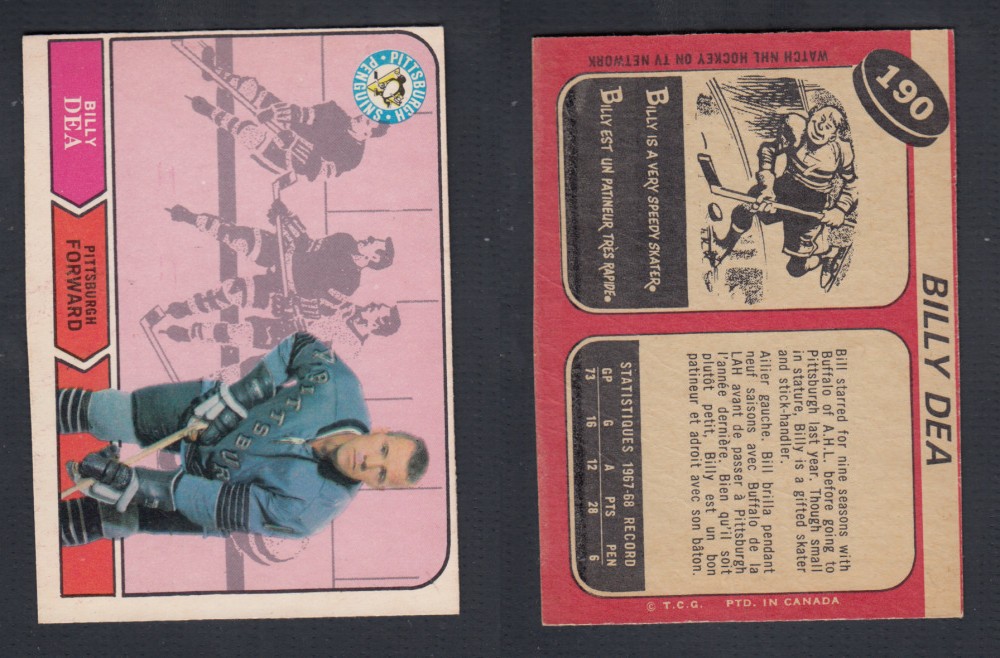 PITTSBURGH
PENGUINS
BILLY
DEA
PITTSBURGH
FORWARD
PITTSBUR
WATCH NHL HOCKEY ON TV NETWORK
190
BILLY IS A VERY SPEEDY SKATER.
BILLY EST UN PATINEUR TRÈS RAPIDE.
BILLY DEA
Bill starred for nine seasons with
Buffalo of A.H.L. before going to
Pittsburgh last year. Though small
in stature, Billy is a gifted skater
and stick-handler.
Ailier gauche. Bill brilla pendant
neuf saisons avec Buffalo de la
LAH avant de passer à Pittsburgh
l'année dernière. Bien qu'il soit
plutôt petit, Billy est un bon
patineur et adroit avec son bâton.
STATISTIQUES 1967-68 RECORD
GP G A PTS PEN
73 16 12 28 6
© T.C.G. PTD. IN CANADA